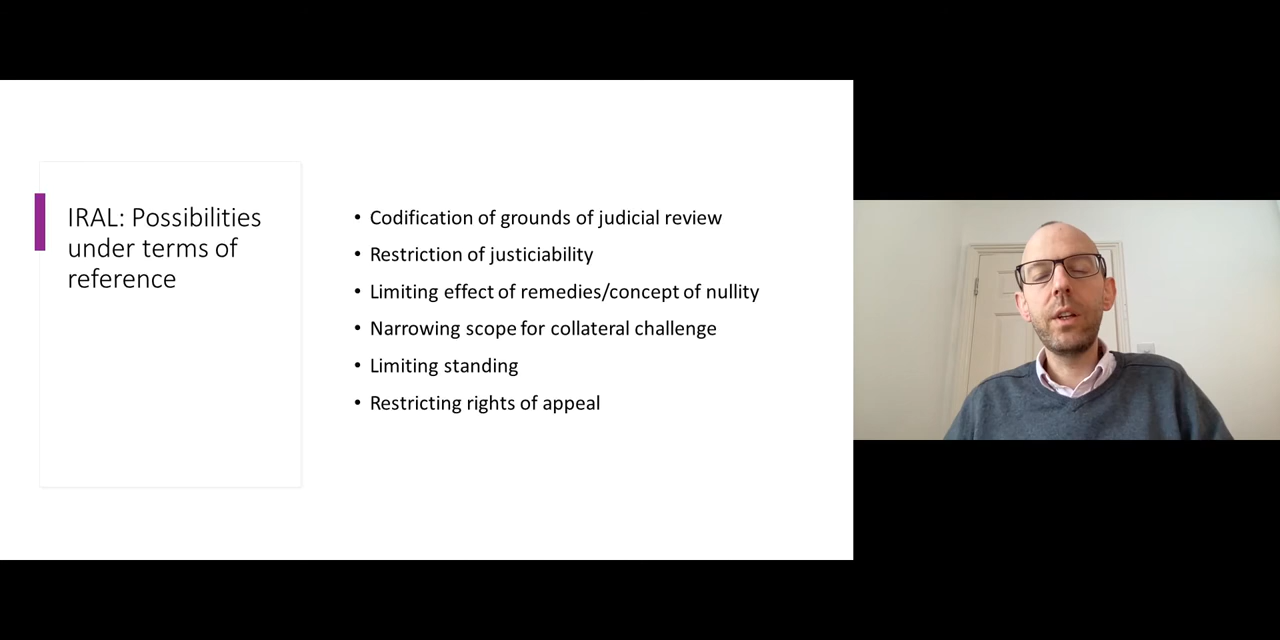 IRAL: Possibilities
under terms of
reference
• Codification of grounds of judicial review
• Restriction of justiciability
• Limiting effect of remedies/concept of nullity
• Narrowing scope for collateral challenge
• Limiting standing
• Restricting rights of appeal